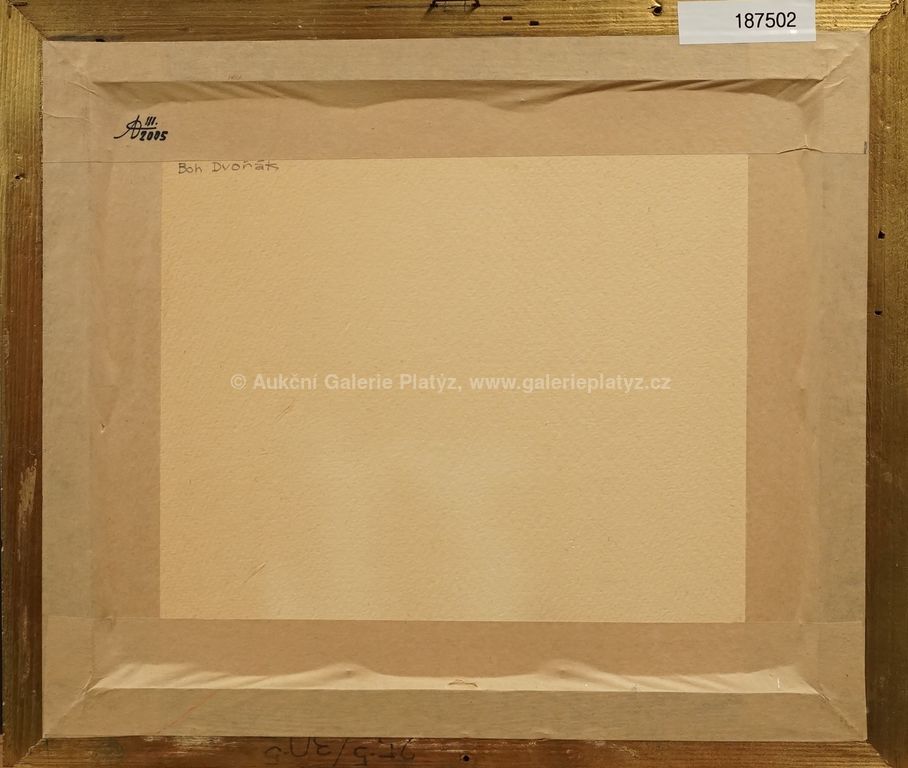 187502
III.
2005
Boh Dvořák
© Aukční Galerie Platýz, www.galerieplatyz.cz